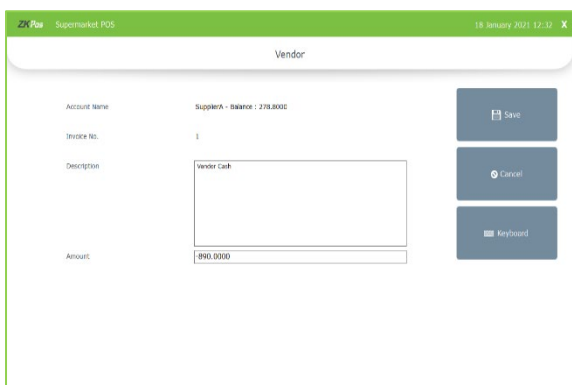 ZKPos Supermarket POS 18 January 2021 12:32 X
Vendor
Account Name SupplierA - Balance : 278.8000
Invoice No. 1
Description Vendor Cash
Amount -890.0000
Save
Cancel
Keyboard